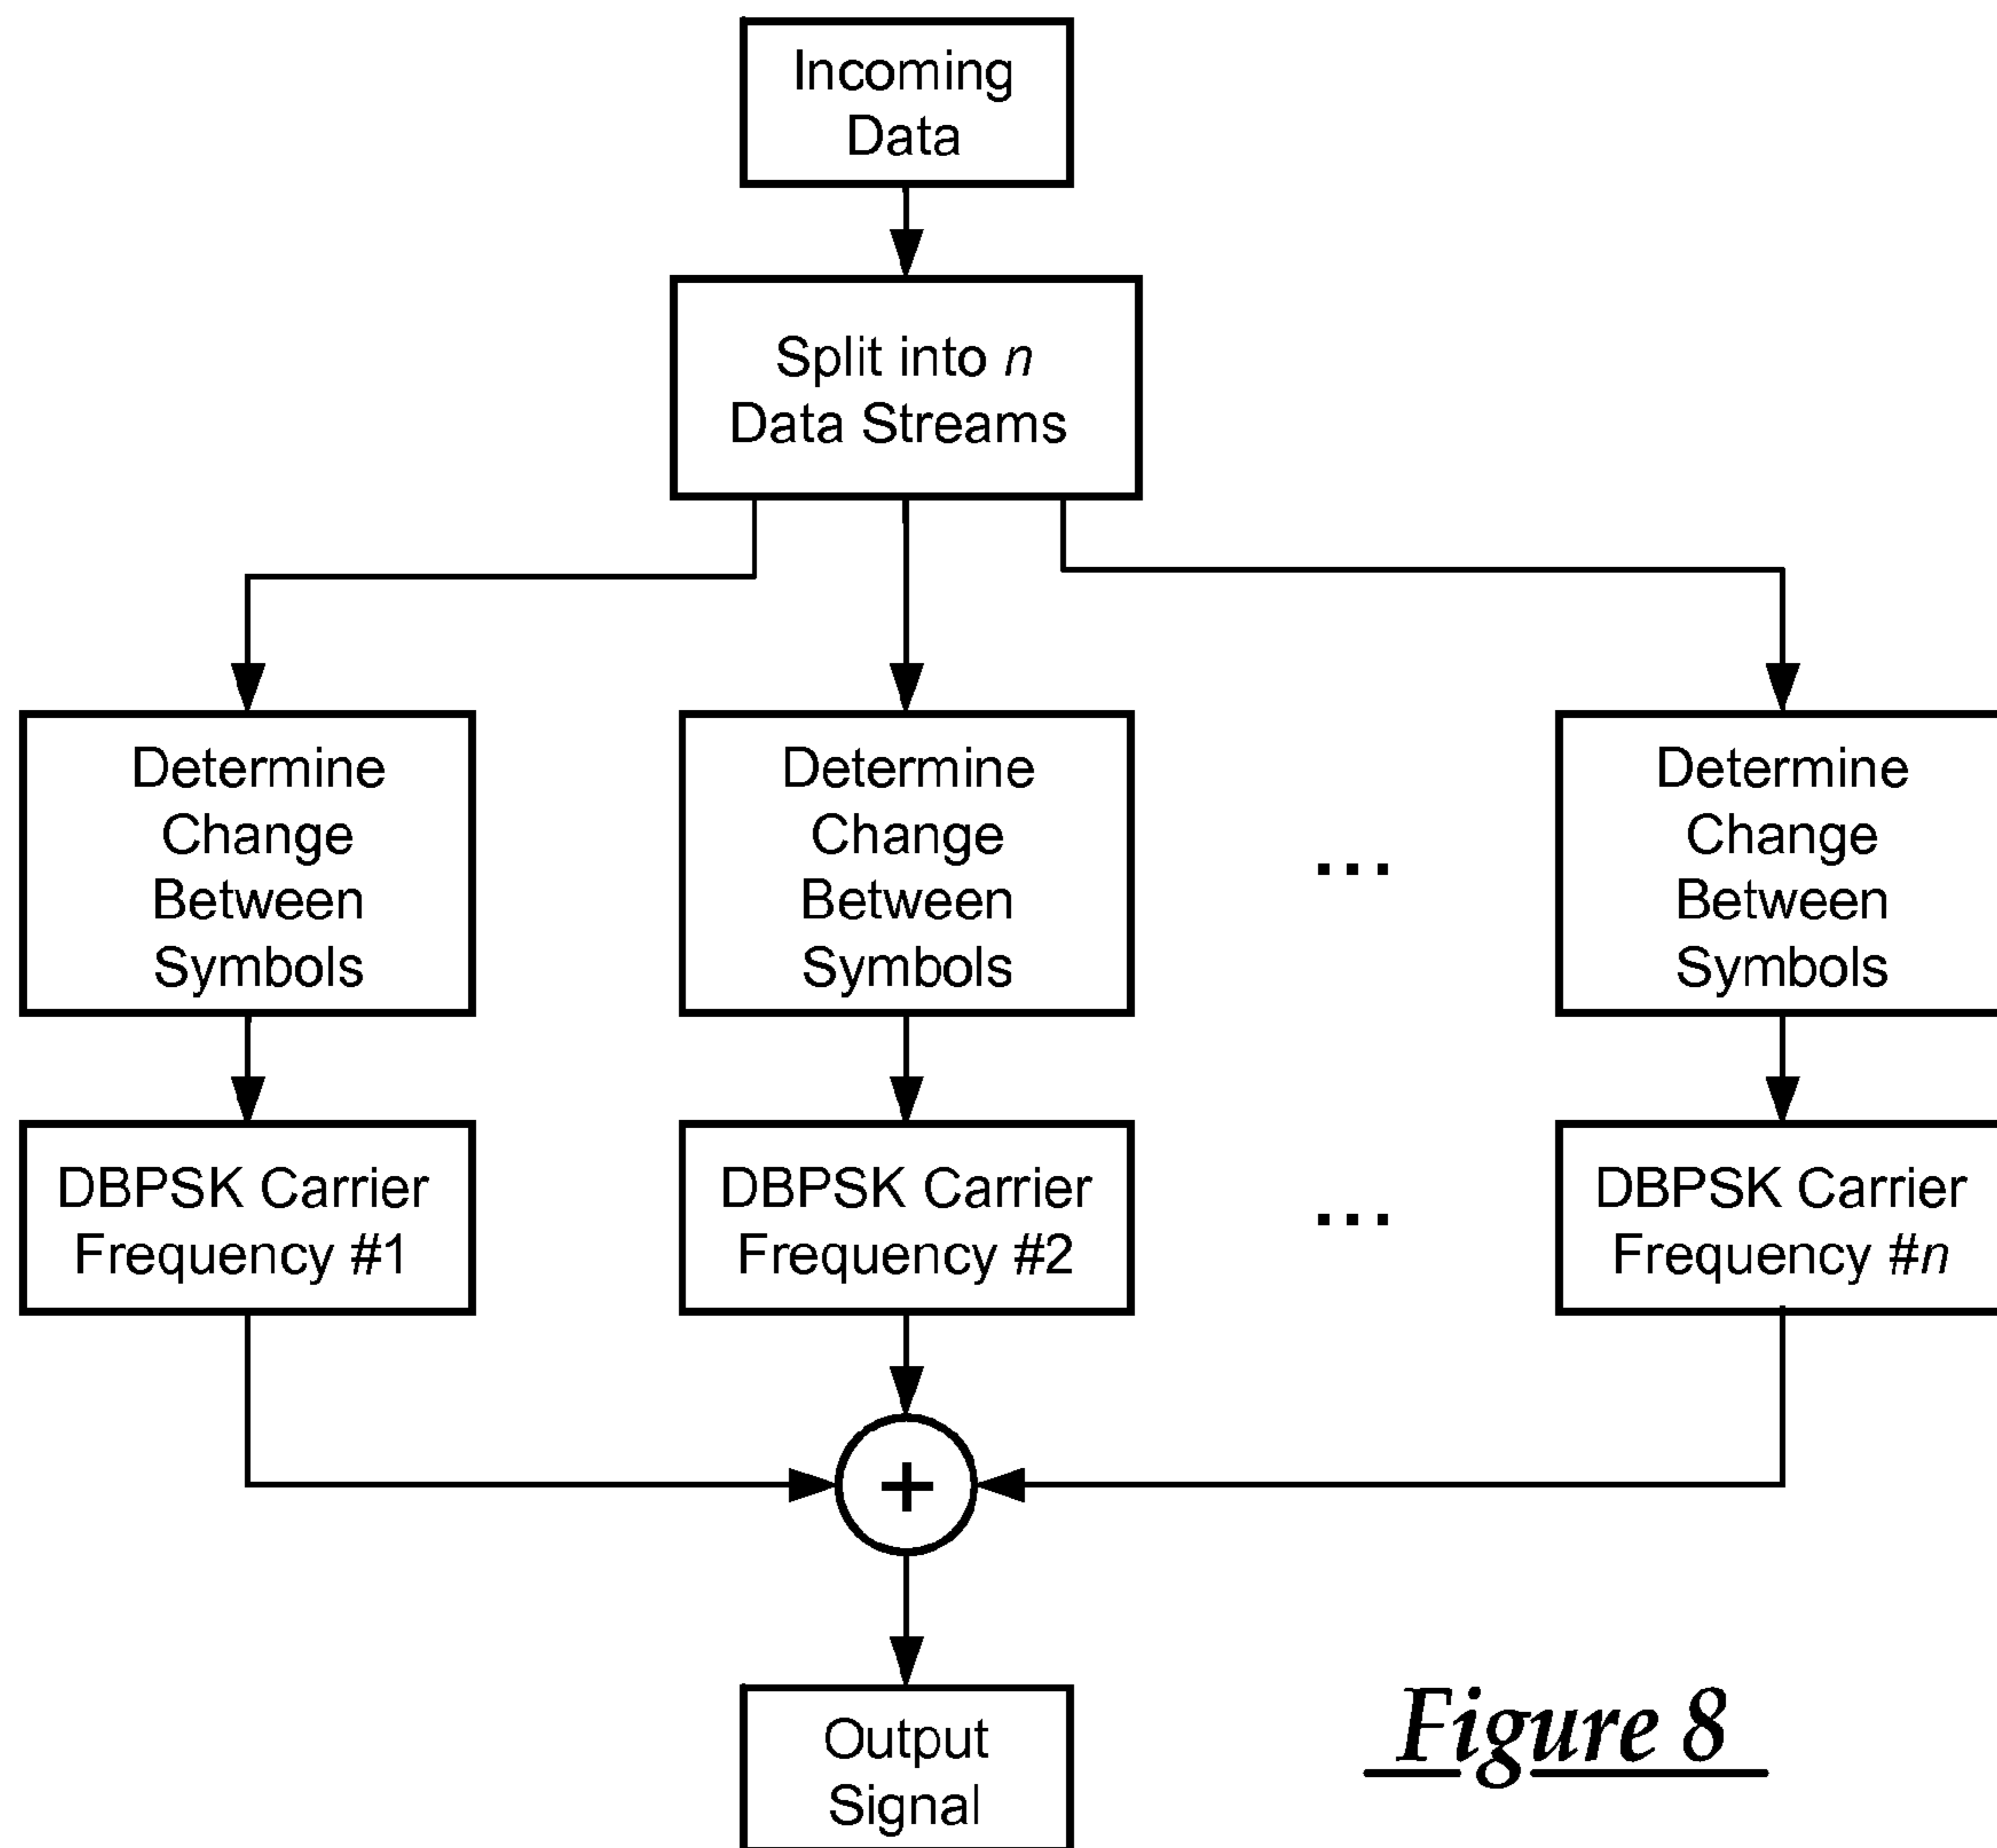 Incoming
Data
Split into n
Data Streams
Determine
Change
Between
Symbols
Determine
Change
Between
Symbols
...
Determine
Change
Between
Symbols
DBPSK Carrier
Frequency #1
DBPSK Carrier
Frequency #2
...
DBPSK Carrier
Frequency #n
+
Output
Signal
Figure 8